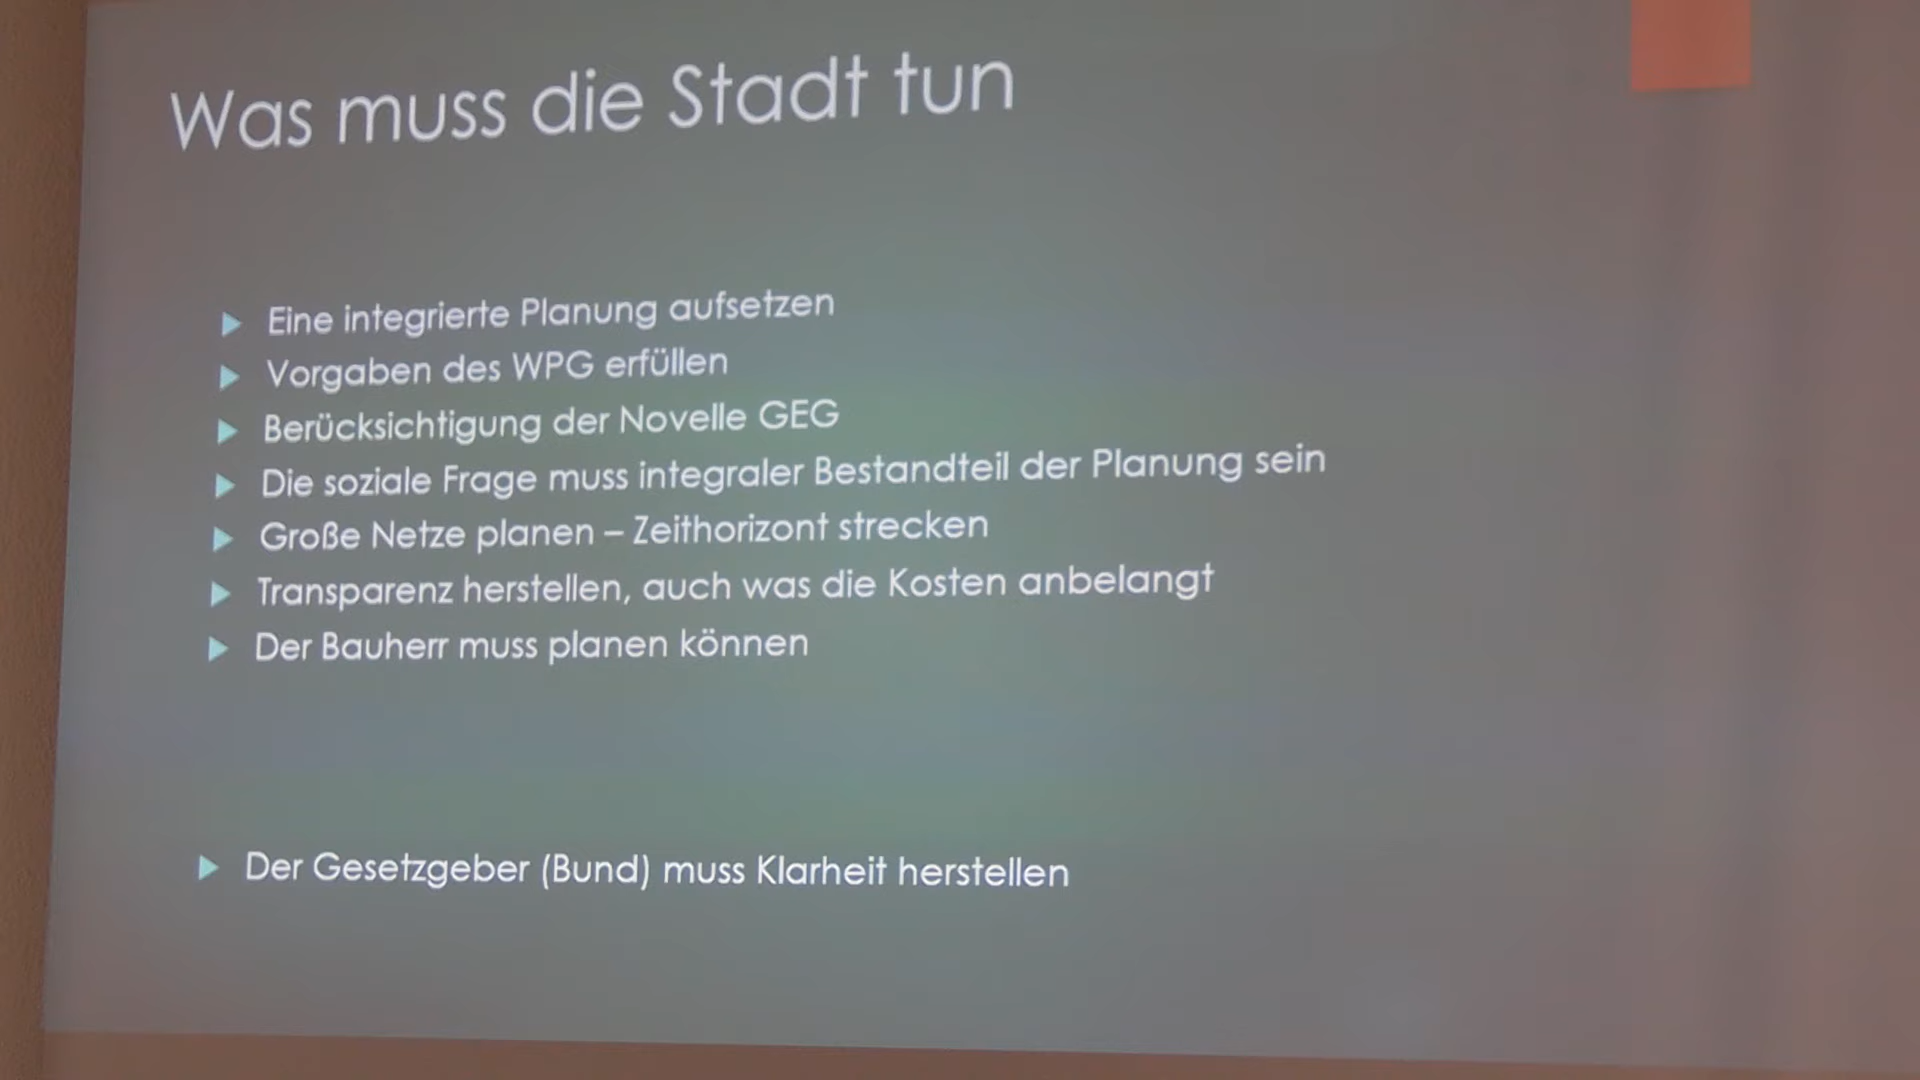 Was muss die Stadt tun
Eine integrierte Planung aufsetzen
Vorgaben des WPG erfüllen
Berücksichtigung der Novelle GEG
Die soziale Frage muss integraler Bestandteil der Planung sein
Große Netze planen – Zeithorizont strecken
Transparenz herstellen, auch was die Kosten anbelangt
Der Bauherr muss planen können
Der Gesetzgeber (Bund) muss Klarheit herstellen